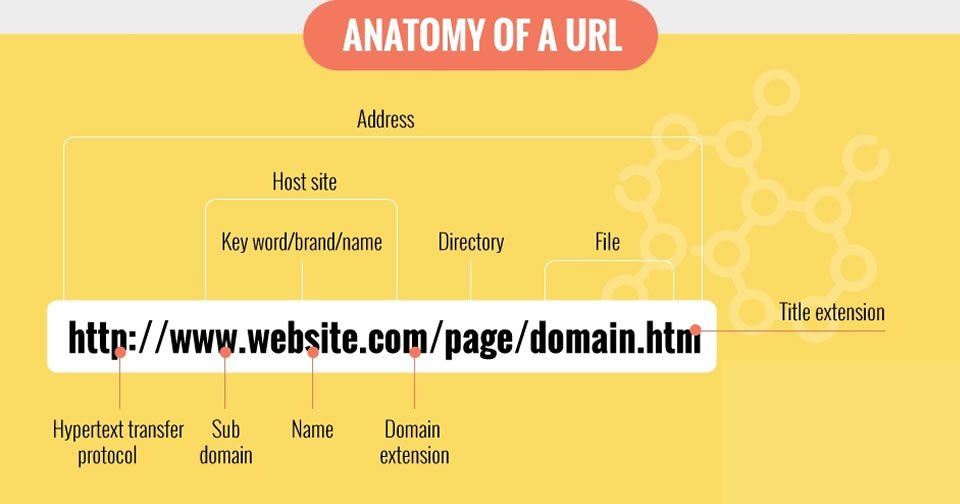 ANATOMY OF A URL
Address
Host site
Key word/brand/name
Directory
File
Title extension
http://www.website.com/page/domain.htm
Hypertext transfer
protocol
Sub
domain
Name
Domain
extension